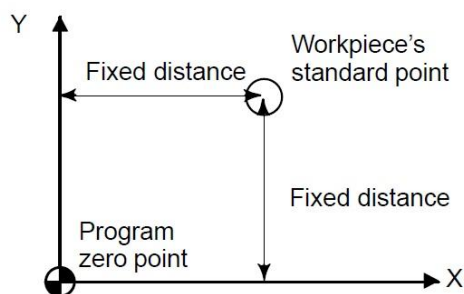 Y
Workpiece's
standard point
Fixed distance
Fixed distance
Program
zero point
X